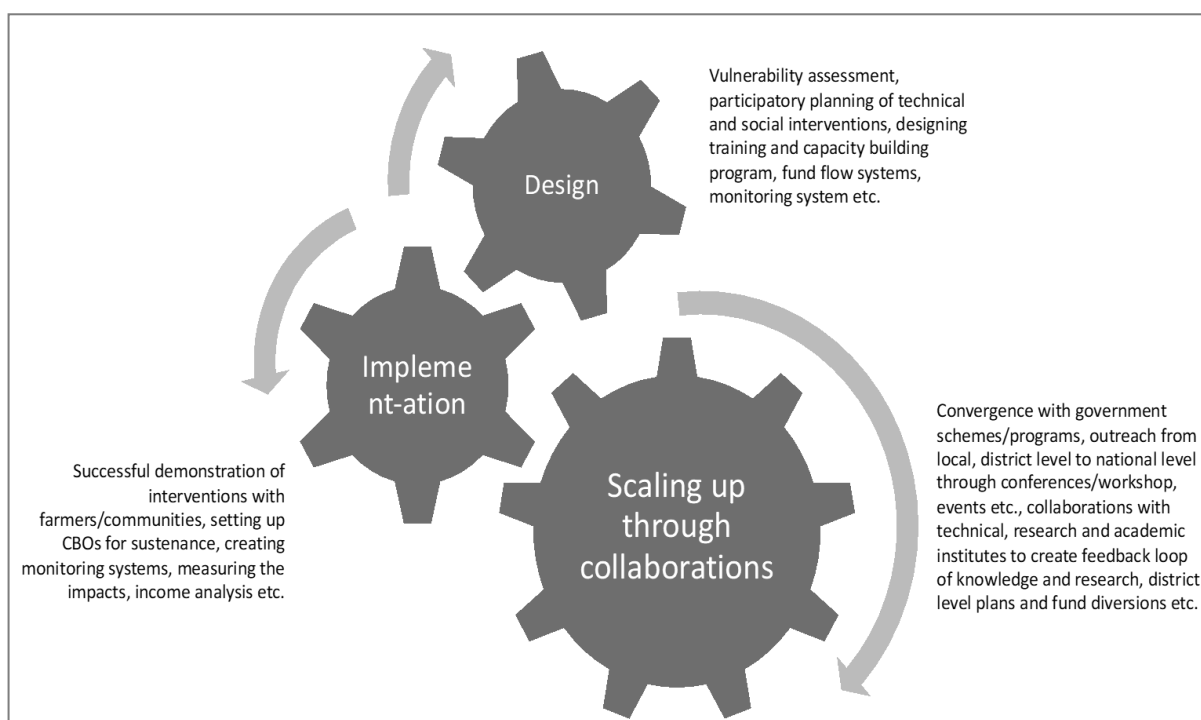 Vulnerability assessment,
participatory planning of technical
and social interventions, designing
training and capacity building
program, fund flow systems,
monitoring system etc.
Design
Impleme
nt-ation
Successful demonstration of
interventions with
farmers/communities, setting up
CBOs for sustenance, creating
monitoring systems, measuring the
impacts, income analysis etc.
Scaling up
through
collaborations
Convergence with government
schemes/programs, outreach from
local, district level to national level
through conferences/workshop,
events etc., collaborations with
technical, research and academic
institutes to create feedback loop
of knowledge and research, district
level plans and fund diversions etc.